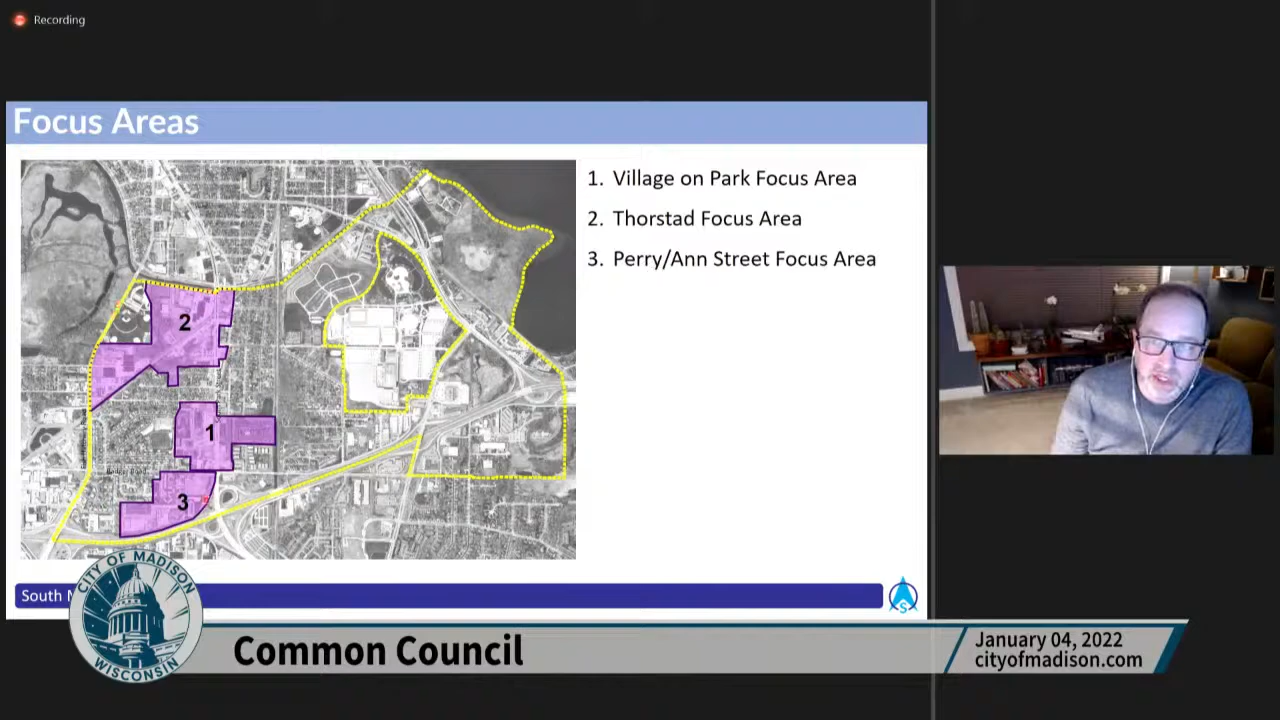 Recording
Focus Areas
1. Village on Park Focus Area
2. Thorstad Focus Area
3. Perry/Ann Street Focus Area
2
1
3
South
CITY OF MADISON
WISCONSIN
S
Common Council
January 04, 2022
cityofmadison.com